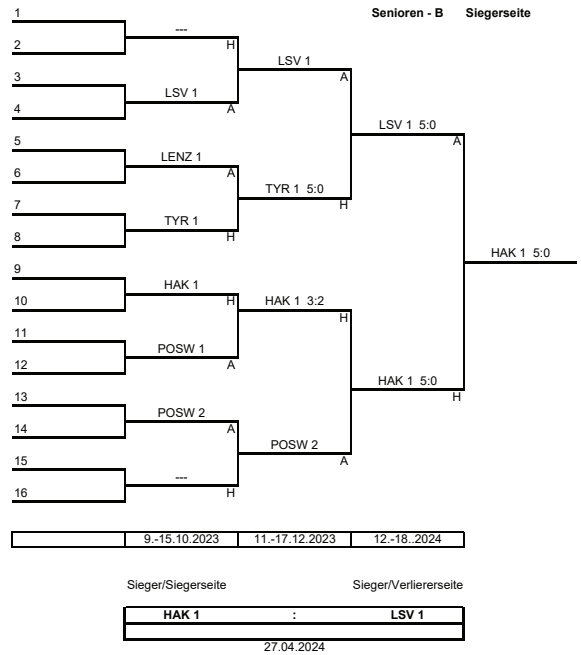 Senioren - B Siegerseite
1
---
2
H
LSV 1
3
A
LSV 1
4
A
LSV 1 5:0
5
A
LENZ 1
6
A
TYR 1 5:0
7
H
TYR 1
8
H
HAK 1 5:0
9
HAK 1
10
H
HAK 1 3:2
11
H
POSW 1
12
A
HAK 1 5:0
13
H
POSW 2
14
A
POSW 2
15
A
---
16
H
9.-15.10.2023 11.-17.12.2023 12.-18..2024
Sieger/Siegerseite Sieger/Verliererseite
HAK 1 : LSV 1
27.04.2024